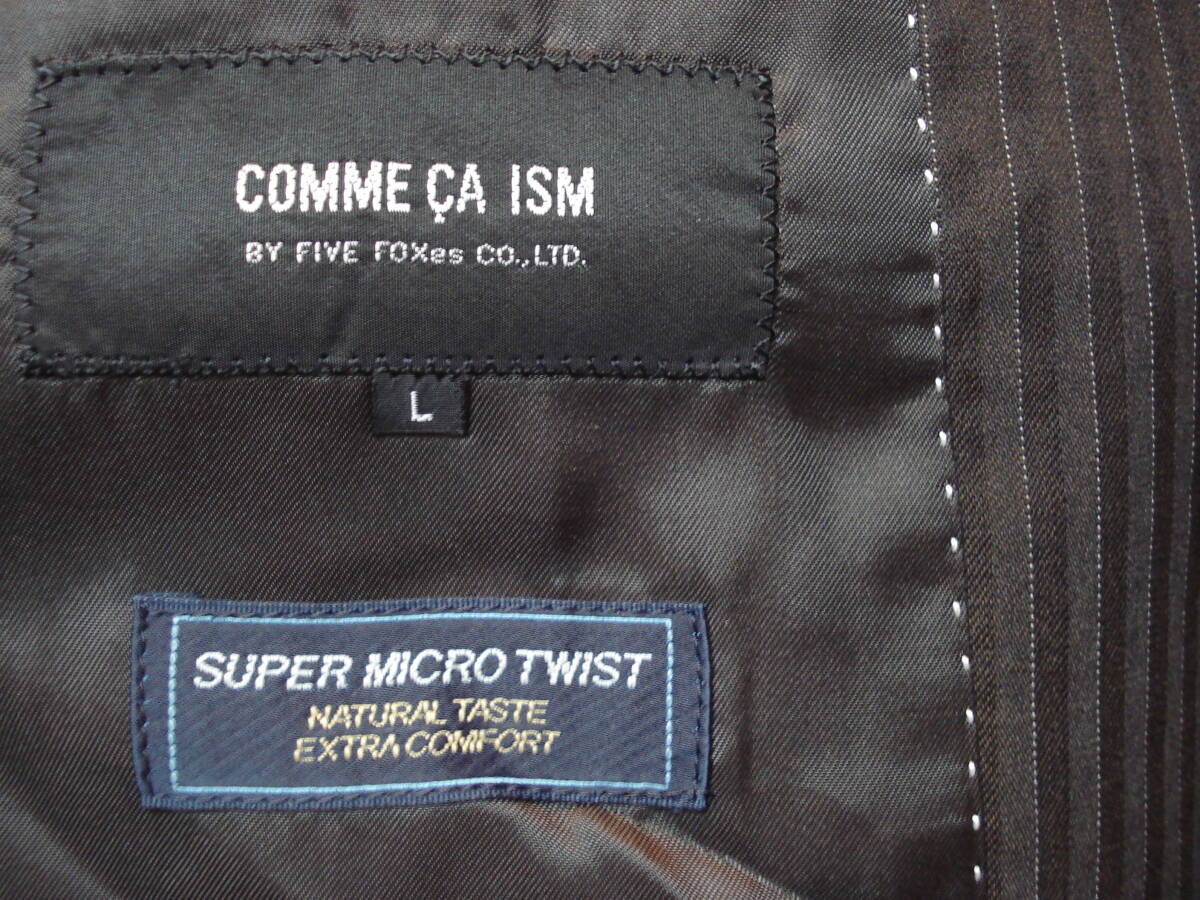 COMME ÇA ISM
BY FIVE FOXes CO.,LTD.
L
SUPER MICRO TWIST
NATURAL TASTE
EXTRA COMFORT